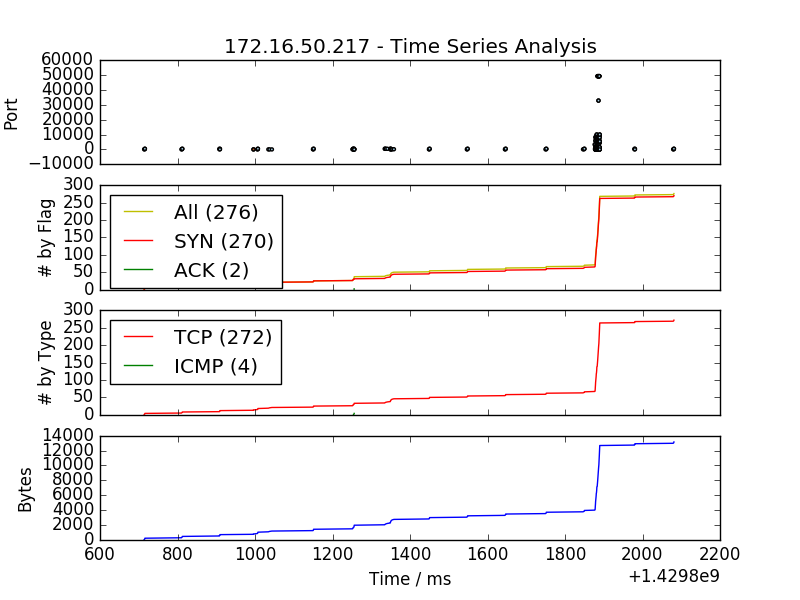 172.16.50.217 - Time Series Analysis
Port
60000
50000
40000
30000
20000
10000
0
−10000
# by Flag
300
250
200
150
100
50
0
All (276)
SYN (270)
ACK (2)
# by Type
300
250
200
150
100
50
0
TCP (272)
ICMP (4)
Bytes
14000
12000
10000
8000
6000
4000
2000
0
600 800 1000 1200 1400 1600 1800 2000 2200
Time / ms
+1.4298e9